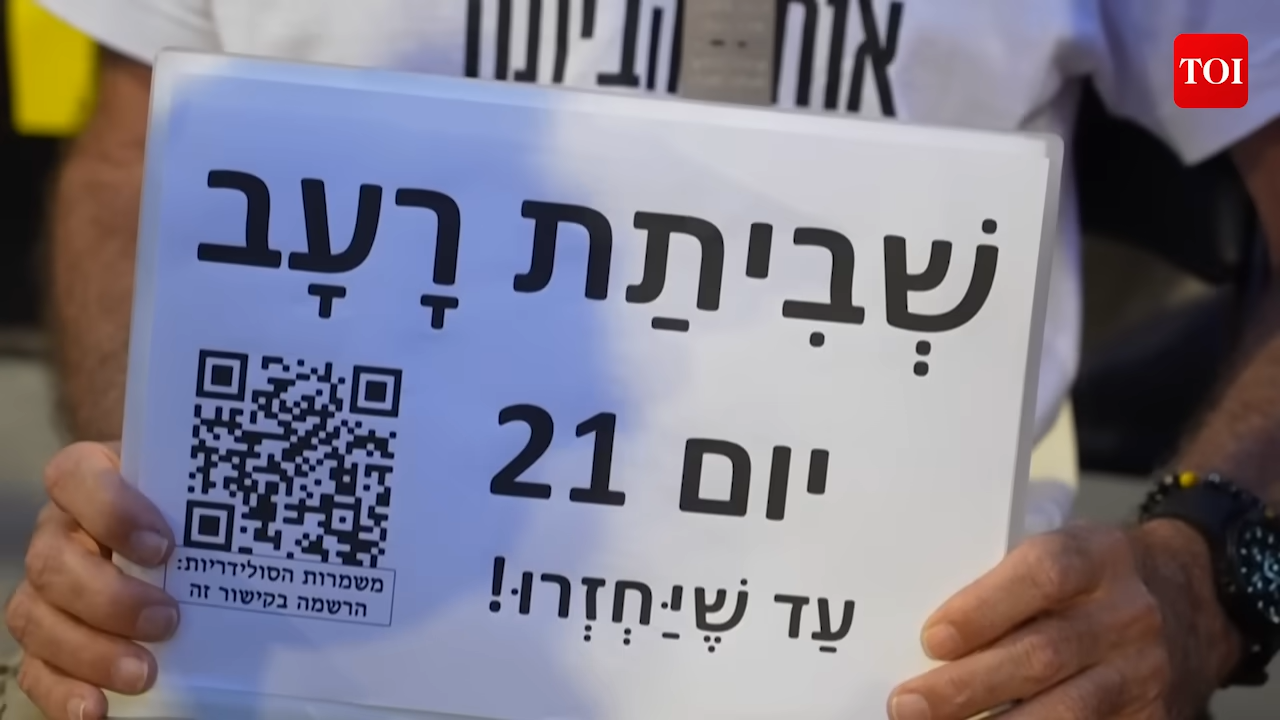 TOI
שְׁבִיתַת רָעָב
יום 21
עַד שֶׁיַּחְזְרוּ!
משמרות הסולידריות:
הרשמה בקישור זה